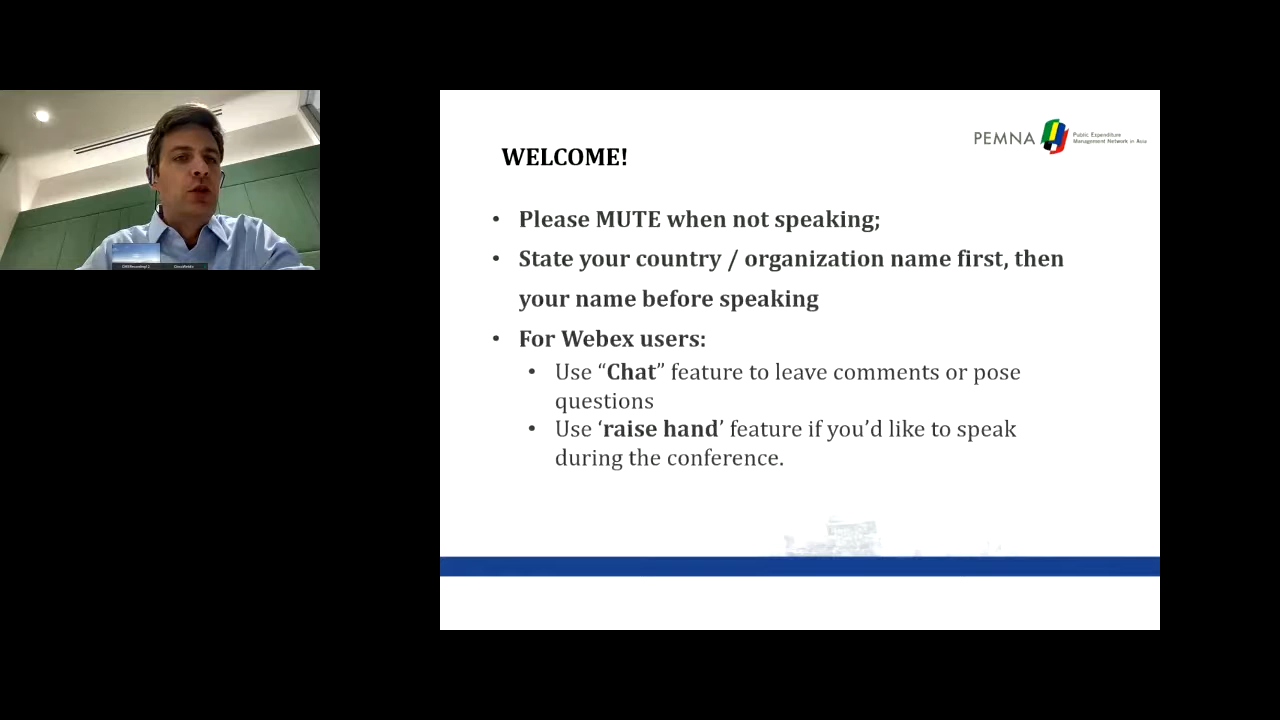 WELCOME!
PEMNA
Public Expenditure
Management Network in Asia
• Please MUTE when not speaking;
• State your country / organization name first, then
your name before speaking
• For Webex users:
• Use “Chat” feature to leave comments or pose
questions
• Use ‘raise hand’ feature if you’d like to speak
during the conference.